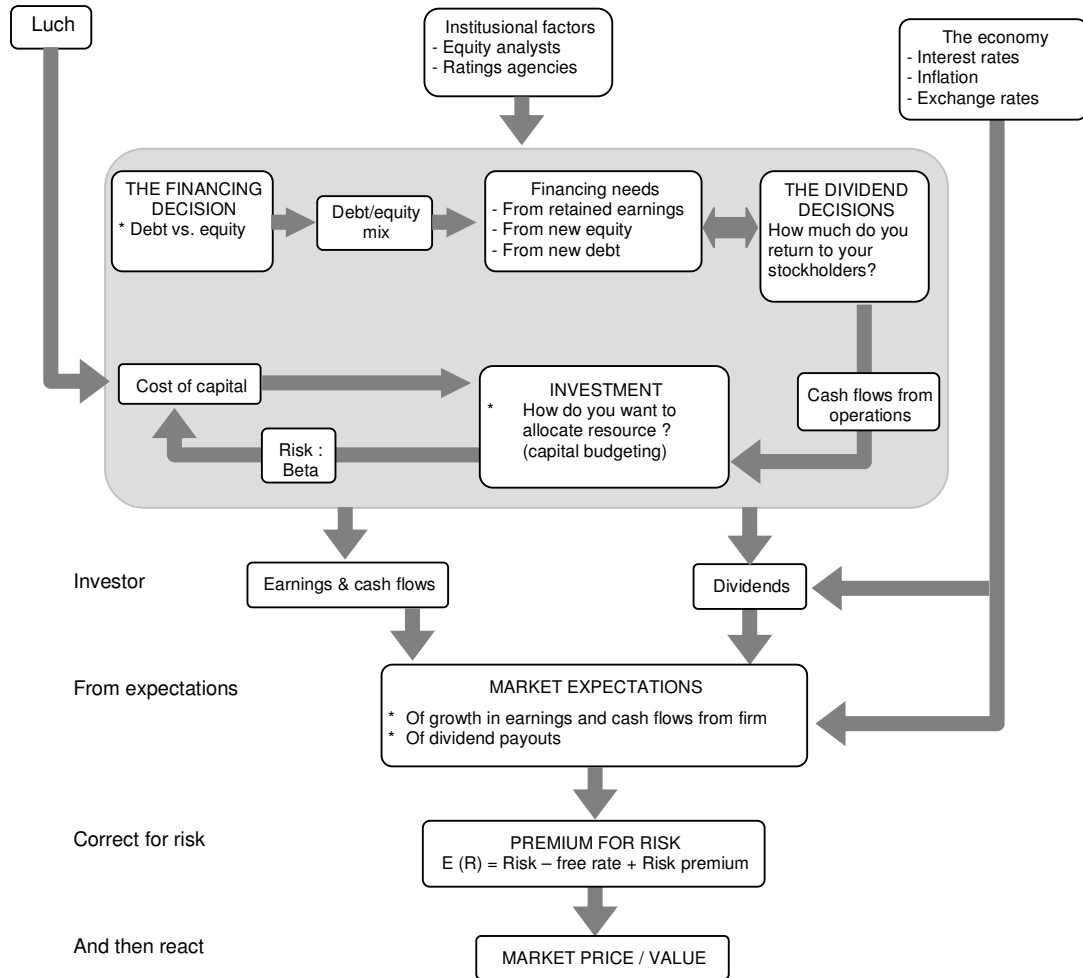 Luch
Institusional factors
- Equity analysts
- Ratings agencies
The economy
- Interest rates
- Inflation
- Exchange rates
THE FINANCING
DECISION
* Debt vs. equity
Debt/equity
mix
Financing needs
- From retained earnings
- From new equity
- From new debt
THE DIVIDEND
DECISIONS
How much do you
return to your
stockholders?
Cost of capital
INVESTMENT
* How do you want to
allocate resource ?
(capital budgeting)
Cash flows from
operations
Risk :
Beta
Investor
Earnings & cash flows
Dividends
From expectations
MARKET EXPECTATIONS
* Of growth in earnings and cash flows from firm
* Of dividend payouts
Correct for risk
PREMIUM FOR RISK
E (R) = Risk – free rate + Risk premium
And then react
MARKET PRICE / VALUE